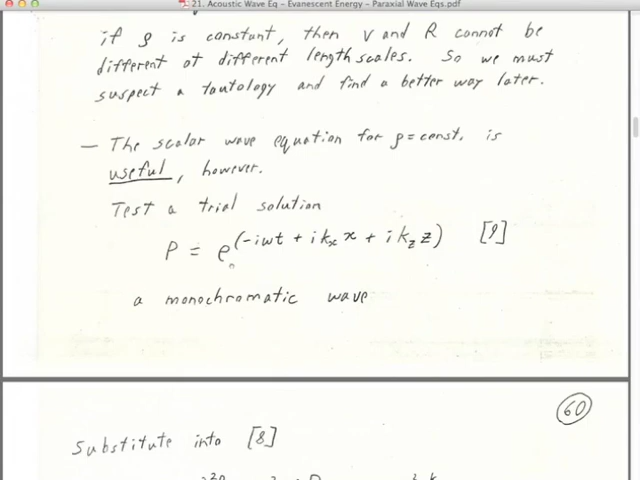 21. Acoustic Wave Eq - Evanescent Energy - Paraxial Wave Eqs.pdf
if ρ is constant, then v and R cannot be
different at different length scales. So we must
suspect a tautology and find a better way later.
— The scalar wave equation for ρ=const. is
useful, however.
Test a trial solution
P = e^(-iωt + ik_x x + ik_z z) [9]
a monochromatic wave
60
Substitute into [8]